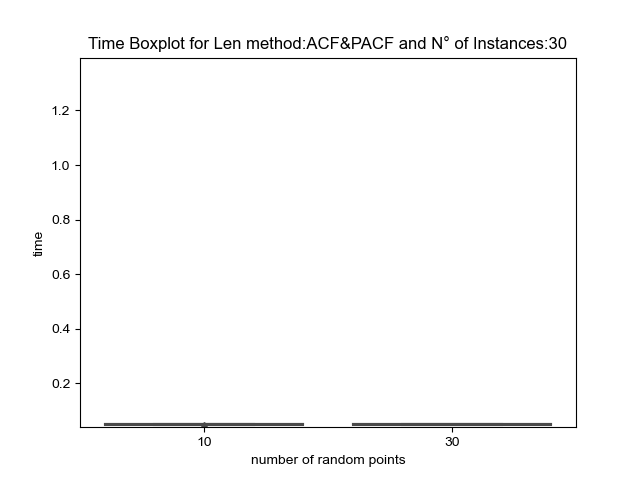 Time Boxplot for Len method:ACF&PACF and N° of Instances:30
1.2
1.0
0.8
0.6
0.4
0.2
time
10
30
number of random points